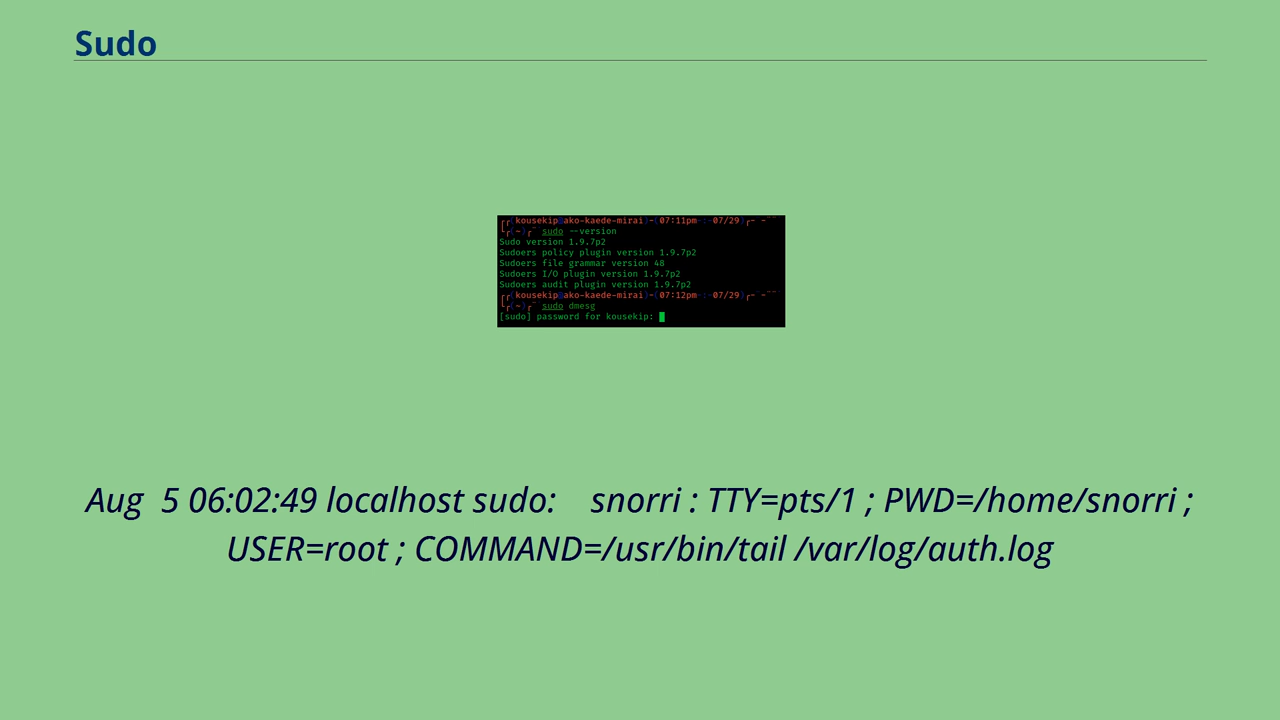 Sudo
┌┌(kousekip@ako-kaede-mirai)-(07:11pm-:-07/29)┌- -¨¨
└┌(~)┌¨ sudo --version
Sudo version 1.9.7p2
Sudoers policy plugin version 1.9.7p2
Sudoers file grammar version 48
Sudoers I/O plugin version 1.9.7p2
Sudoers audit plugin version 1.9.7p2
┌┌(kousekip@ako-kaede-mirai)-(07:12pm-:-07/29)┌- -¨¨
└┌(~)┌¨ sudo dmesg
[sudo] password for kousekip:
Aug  5 06:02:49 localhost sudo:    snorri : TTY=pts/1 ; PWD=/home/snorri ;
USER=root ; COMMAND=/usr/bin/tail /var/log/auth.log